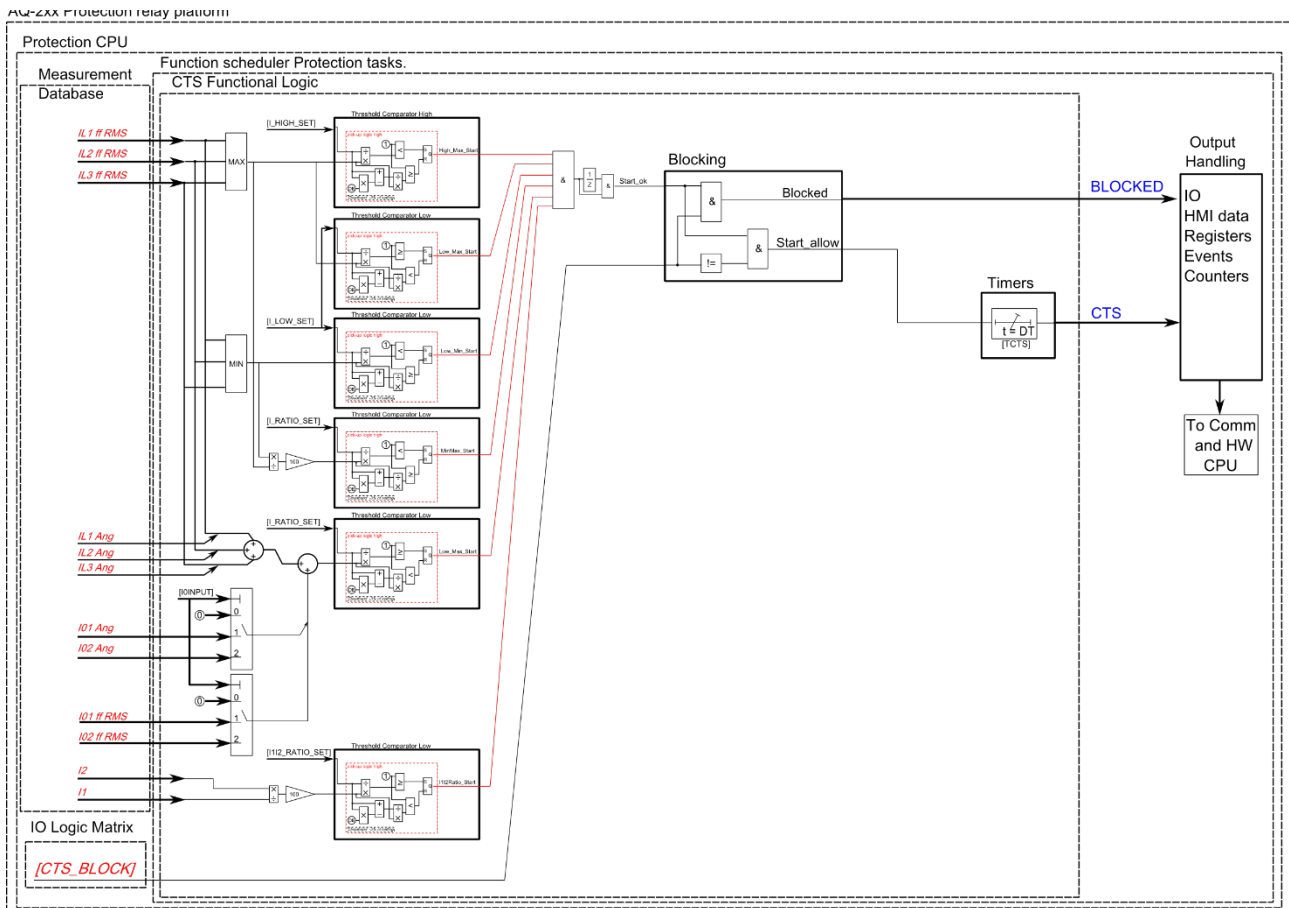 AQ-2xx Protection relay platform
Protection CPU
Function scheduler Protection tasks.
Measurement
Database
CTS Functional Logic
IL1 ff RMS
IL2 ff RMS
IL3 ff RMS
MAX
[I_HIGH_SET]
Threshold Comparator High
High_Max_Start
Threshold Comparator Low
Low_Max_Start
[I_LOW_SET]
Threshold Comparator Low
Low_Min_Start
MIN
[I_RATIO_SET]
Threshold Comparator Low
MinMax_Start
100
[I_RATIO_SET]
Threshold Comparator Low
Low_Max_Start
IL1 Ang
IL2 Ang
IL3 Ang
[I0INPUT]
0
0
1
2
I01 Ang
I02 Ang
0
0
1
2
I01 ff RMS
I02 ff RMS
[I1I2_RATIO_SET]
Threshold Comparator Low
I1I2Ratio_Start
I2
I1
100
IO Logic Matrix
[CTS_BLOCK]
&
1
Z
&
Start_ok
Blocking
&
Blocked
&
Start_allow
!=
Timers
t = DT
[TCTS]
BLOCKED
CTS
Output
Handling
IO
HMI data
Registers
Events
Counters
To Comm
and HW
CPU